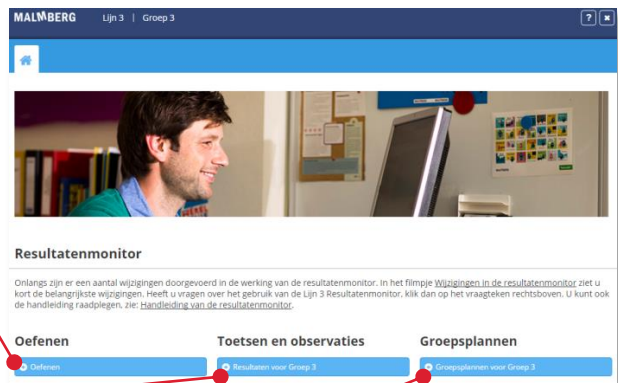 MALMBERG Lijn 3 | Groep 3 ? x
Resultatenmonitor
Onlangs zijn er een aantal wijzigingen doorgevoerd in de werking van de resultatenmonitor. In het filmpje Wijzigingen in de resultatenmonitor ziet u
kort de belangrijkste wijzigingen. Heeft u vragen over het gebruik van de Lijn 3 Resultatenmonitor, klik dan op het vraagteken rechtsboven. U kunt ook
de handleiding raadplegen, zie: Handleiding van de resultatenmonitor.
Oefenen Toetsen en observaties Groepsplannen
Oefenen Resultaten voor Groep 3 Groepsplannen voor Groep 3